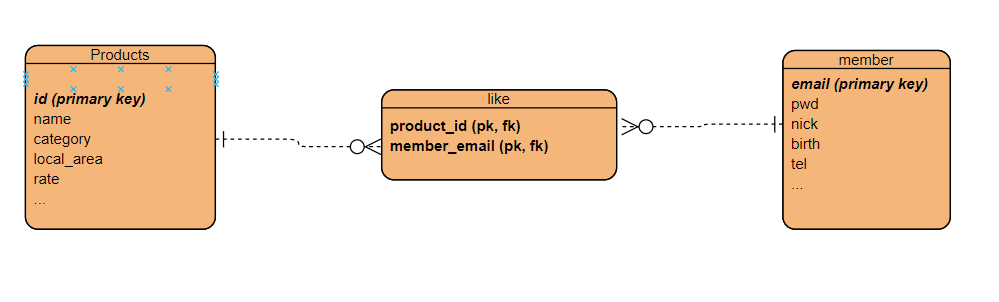 Products
id (primary key)
name
category
local_area
rate
...
like
product_id (pk, fk)
member_email (pk, fk)
member
email (primary key)
pwd
nick
birth
tel
...